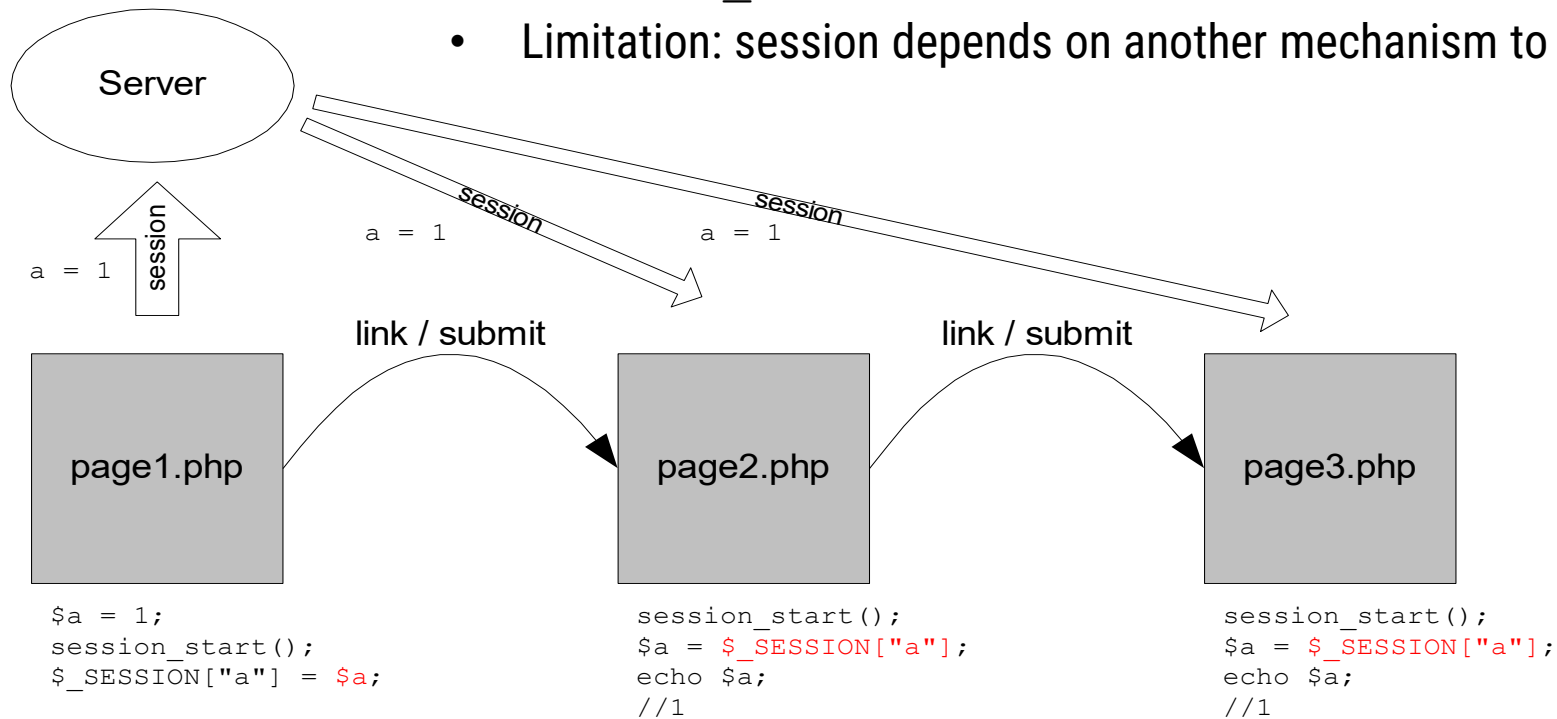 • Limitation: session depends on another mechanism to
Server
session
a = 1
session
a = 1
session
a = 1
link / submit
link / submit
page1.php
page2.php
page3.php
$a = 1;
session_start();
$_SESSION["a"] = $a;
session_start();
$a = $_SESSION["a"];
echo $a;
//1
session_start();
$a = $_SESSION["a"];
echo $a;
//1